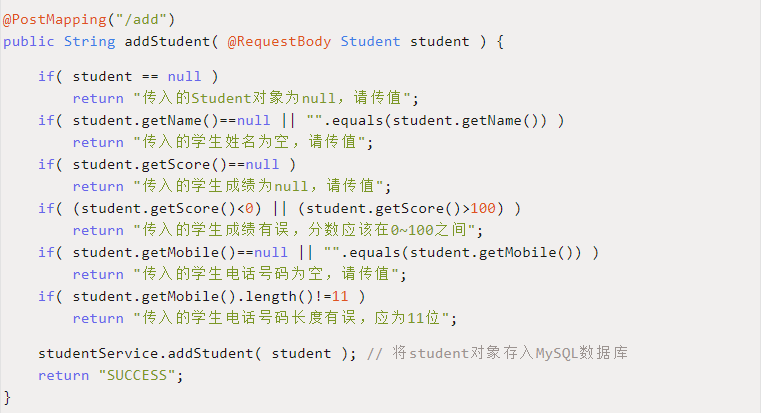 @PostMapping("/add")
public String addStudent( @RequestBody Student student ) {
if( student == null )
return "传入的Student对象为null，请传值";
if( student.getName()==null || "".equals(student.getName()) )
return "传入的学生姓名为空，请传值";
if( student.getScore()==null )
return "传入的学生成绩为null，请传值";
if( (student.getScore()<0) || (student.getScore()>100) )
return "传入的学生成绩有误，分数应该在0~100之间";
if( student.getMobile()==null || "".equals(student.getMobile()) )
return "传入的学生电话号码为空，请传值";
if( student.getMobile().length()!=11 )
return "传入的学生电话号码长度有误，应为11位";
studentService.addStudent( student ); // 将student对象存入MySQL数据库
return "SUCCESS";
}